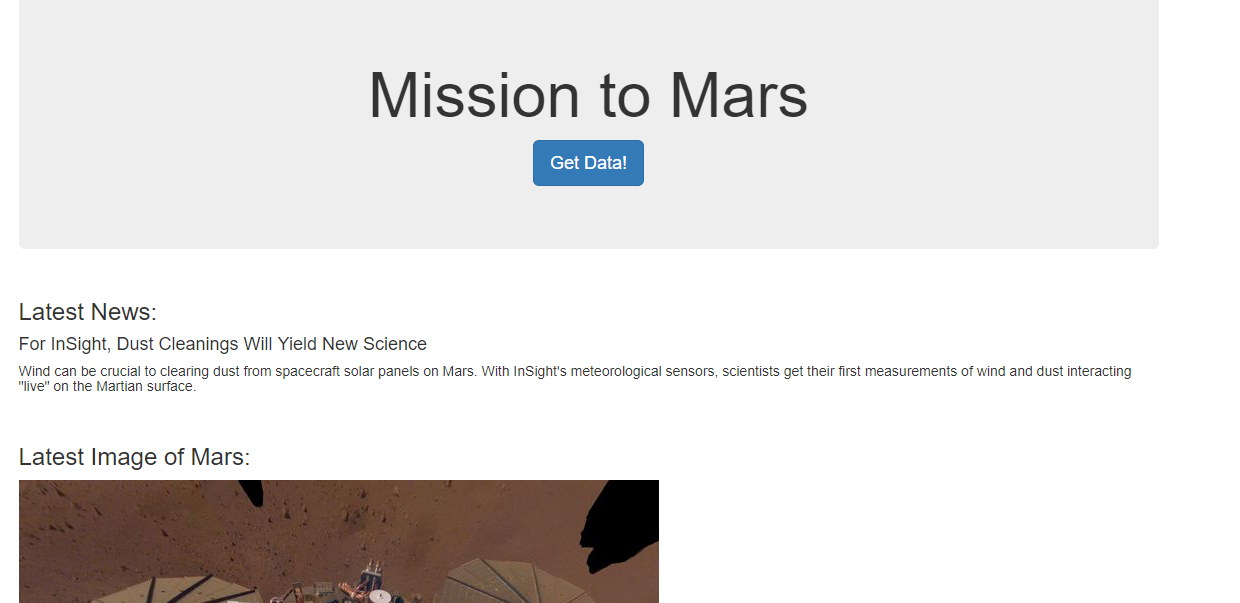 Mission to Mars
Get Data!
Latest News:
For InSight, Dust Cleanings Will Yield New Science
Wind can be crucial to clearing dust from spacecraft solar panels on Mars. With InSight's meteorological sensors, scientists get their first measurements of wind and dust interacting
"live" on the Martian surface.
Latest Image of Mars: